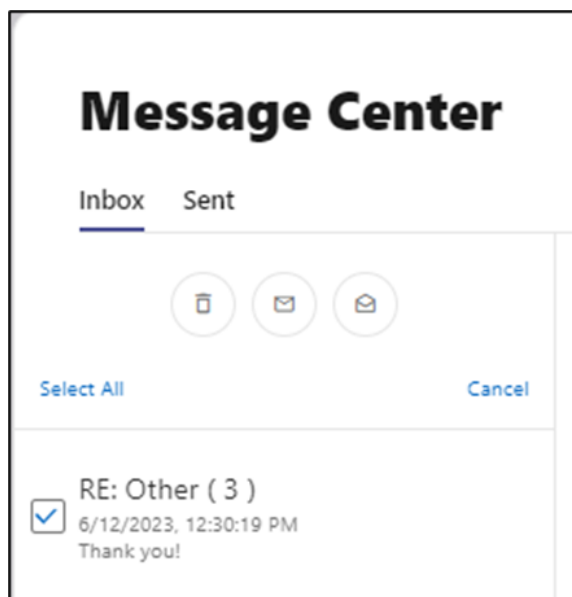 Message Center
Inbox Sent
Select All Cancel
RE: Other ( 3 )
6/12/2023, 12:30:19 PM
Thank you!